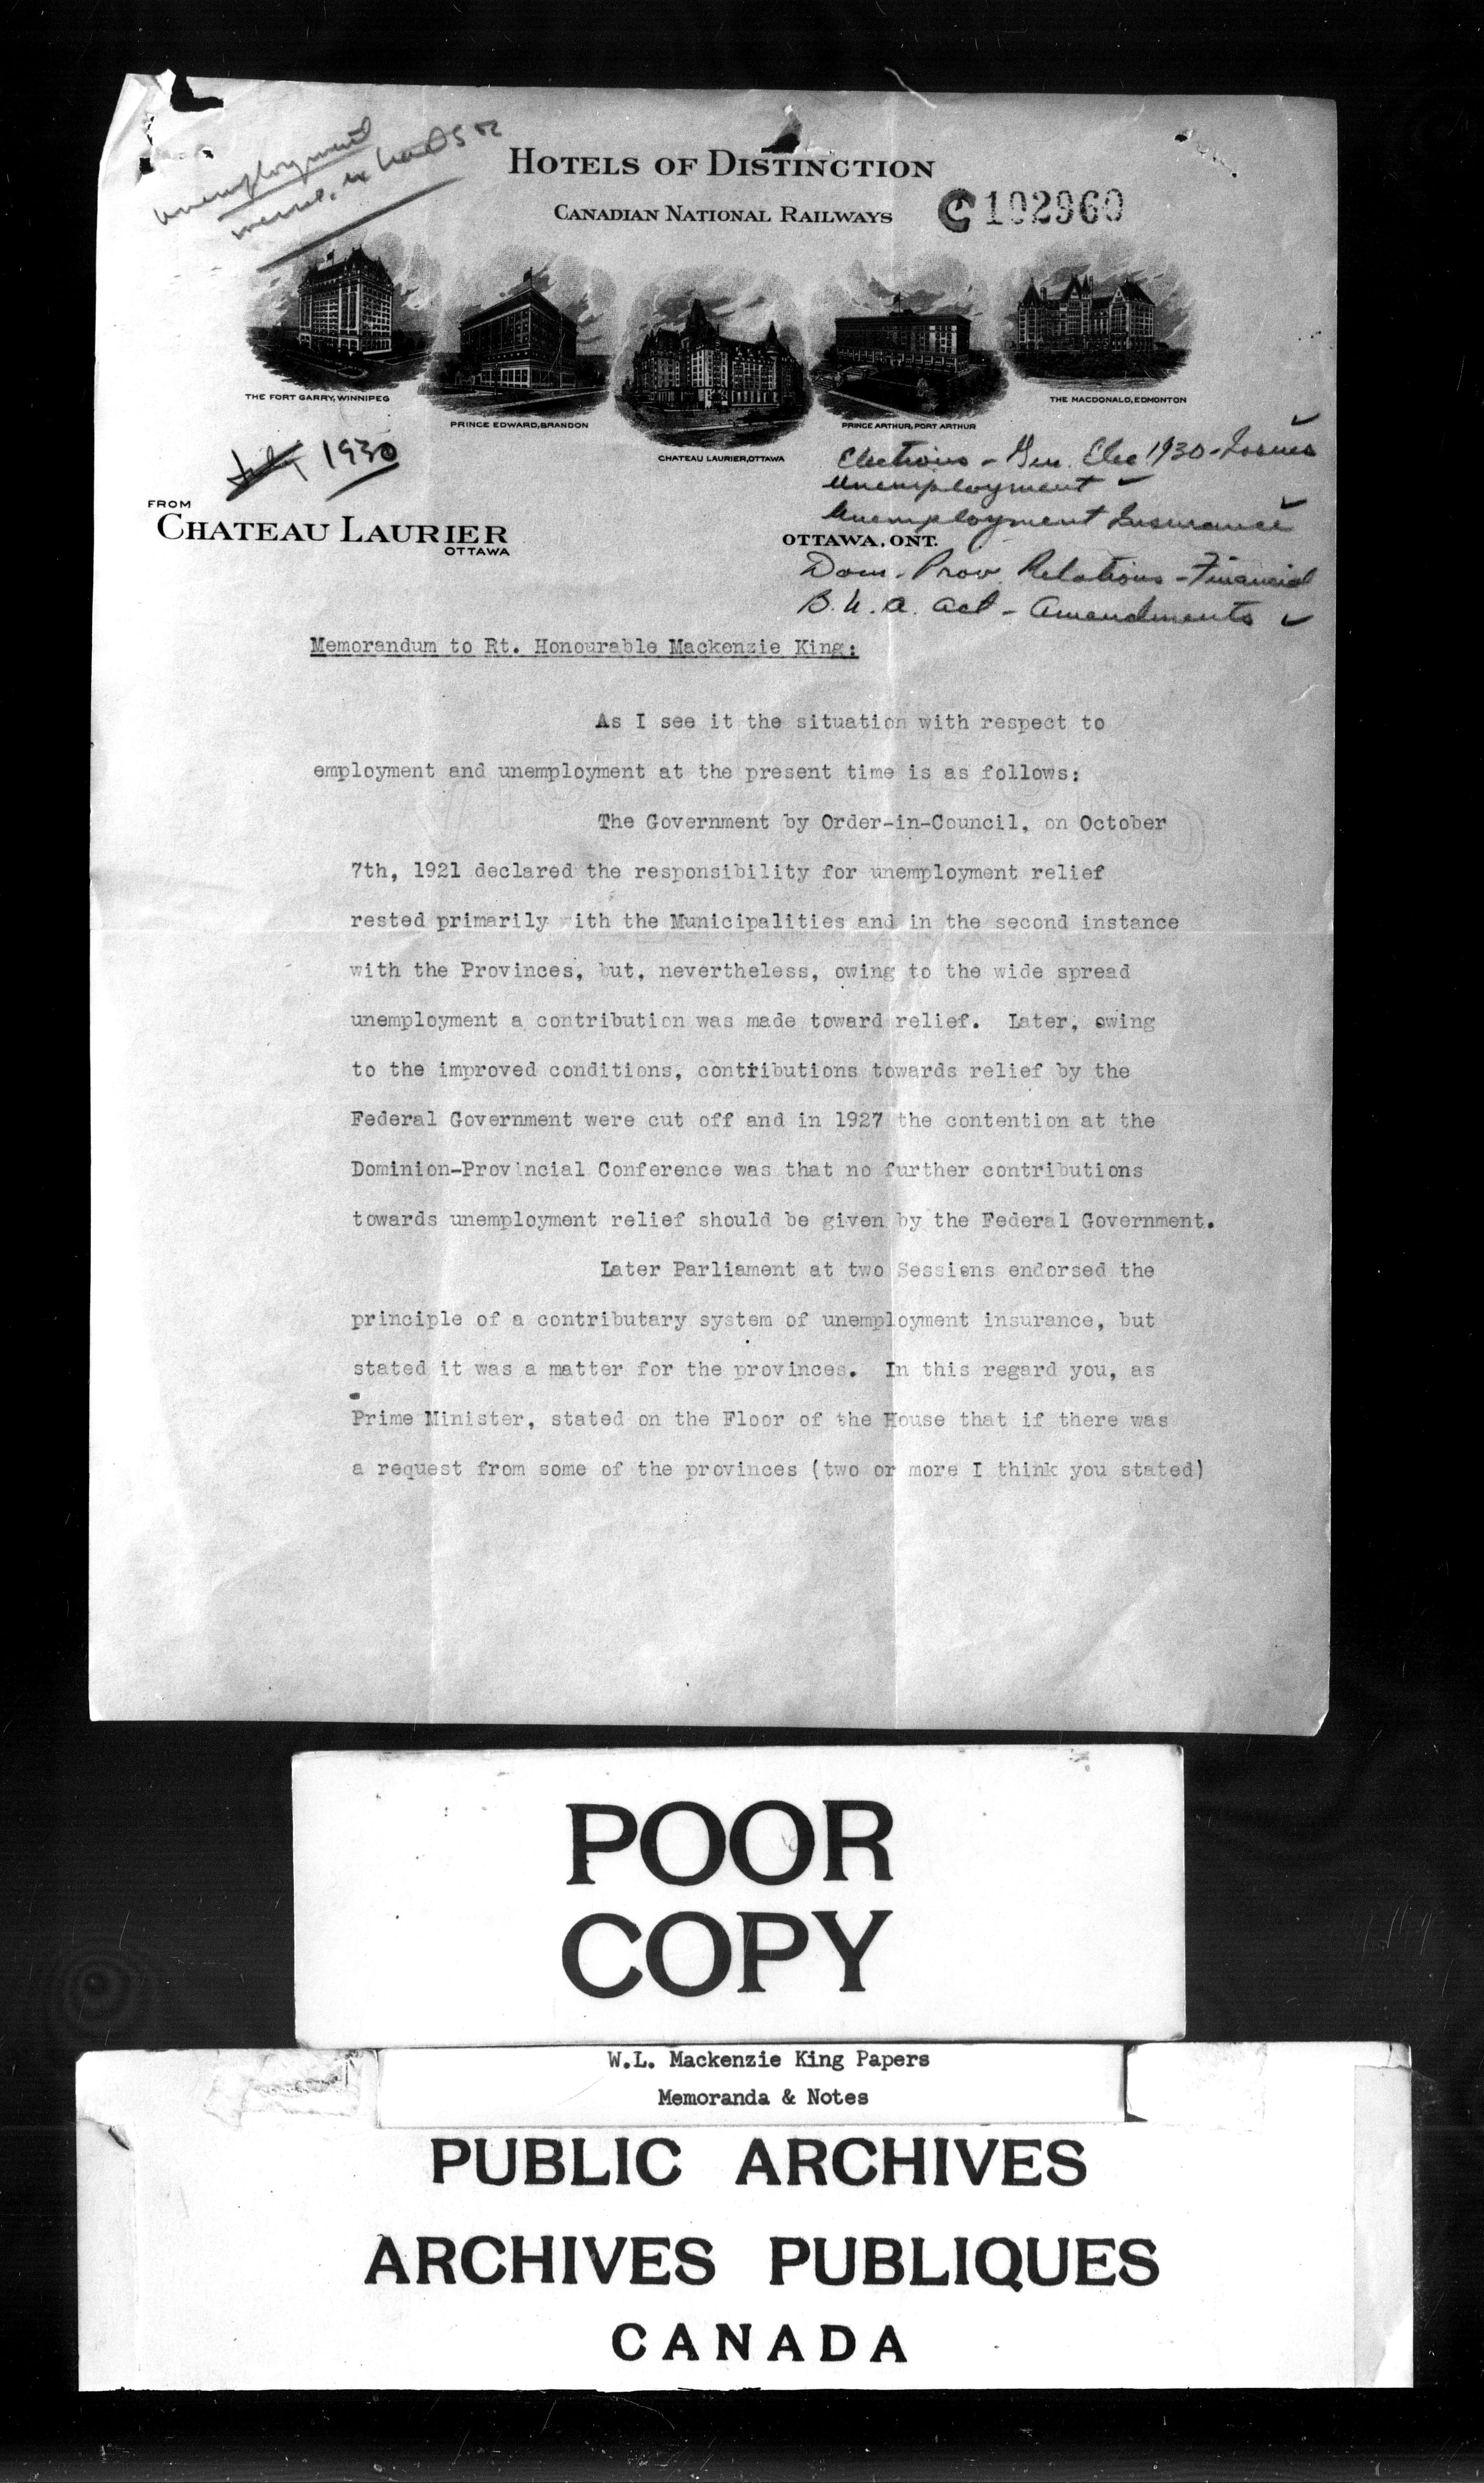 unemployment
HOTELS OF DISTINCTION
CANADIAN NATIONAL RAILWAYS
C102960
THE FORT GARRY, WINNIPEG
PRINCE EDWARD, BRANDON
CHATEAU LAURIER, OTTAWA
PRINCE ARTHUR, PORT ARTHUR
THE MACDONALD, EDMONTON
July 1930
Elections - Gen. Elec 1930 - Issues
Unemployment
Unemployment Insurance
FROM
CHATEAU LAURIER
OTTAWA
OTTAWA, ONT.
Dom. Prov. Relations - Financial
B.N.A. Act - Amendments
Memorandum to Rt. Honourable Mackenzie King:
As I see it the situation with respect to
employment and unemployment at the present time is as follows:
The Government by Order-in-Council, on October
7th, 1921 declared the responsibility for unemployment relief
rested primarily ith the Municipalities and in the second instance
with the Provinces, but, nevertheless, owing to the wide spread
unemployment a contribution was made toward relief. Later, owing
to the improved conditions, contributions towards relief by the
Federal Government were cut off and in 1927 the contention at the
Dominion-Provincial Conference was that no further contributions
towards unemployment relief should be given by the Federal Government.
Later Parliament at two Sessions endorsed the
principle of a contributary system of unemployment insurance, but
stated it was a matter for the provinces. In this regard you, as
Prime Minister, stated on the Floor of the House that if there was
a request from some of the provinces (two or more I think you stated)
POOR
COPY
W.L. Mackenzie King Papers
Memoranda & Notes
PUBLIC ARCHIVES
ARCHIVES PUBLIQUES
CANADA